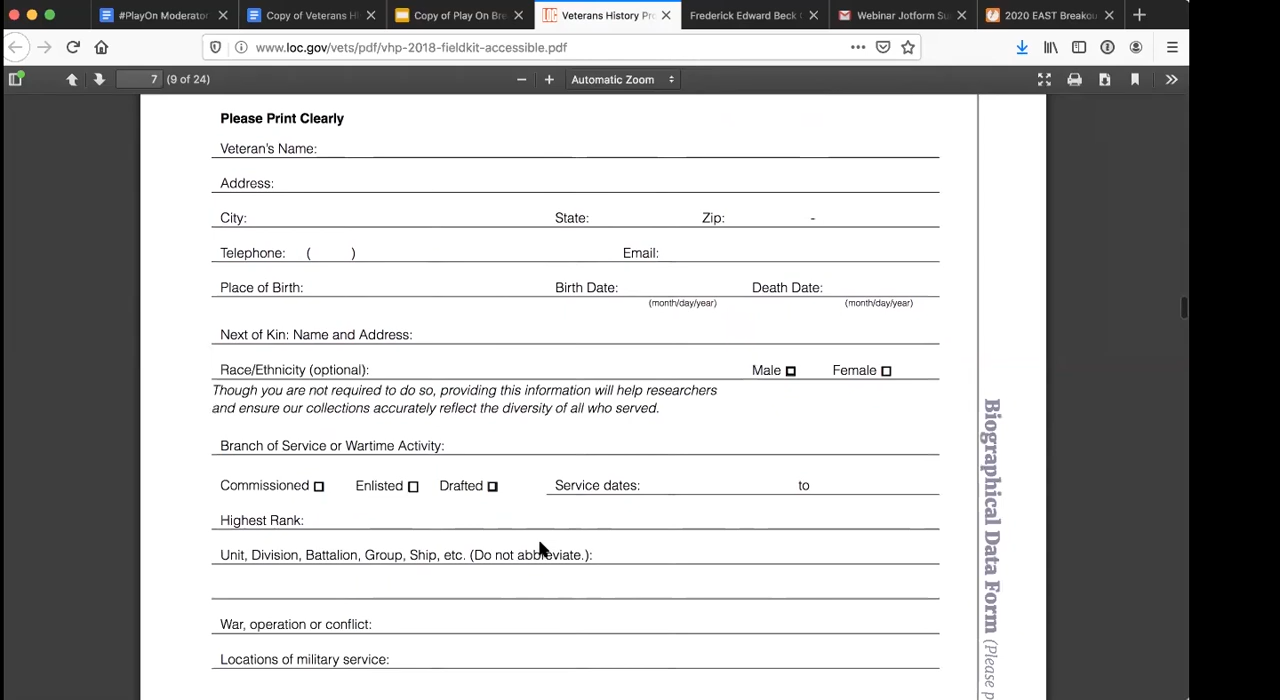 #PlayOn Moderator
Copy of Veterans Hi
Copy of Play On Bre
Veterans History Pro
Frederick Edward Beck
Webinar Jotform Su
2020 EAST Breakou
www.loc.gov/vets/pdf/vhp-2018-fieldkit-accessible.pdf
7 (9 of 24)
Automatic Zoom
Please Print Clearly
Veteran's Name:
Address:
City: State: Zip: -
Telephone: ( ) Email:
Place of Birth: Birth Date: Death Date:
(month/day/year) (month/day/year)
Next of Kin: Name and Address:
Race/Ethnicity (optional): Male Female
Though you are not required to do so, providing this information will help researchers
and ensure our collections accurately reflect the diversity of all who served.
Branch of Service or Wartime Activity:
Commissioned Enlisted Drafted Service dates: to
Highest Rank:
Unit, Division, Battalion, Group, Ship, etc. (Do not abbreviate.):
War, operation or conflict:
Locations of military service:
Biographical Data Form (Please p